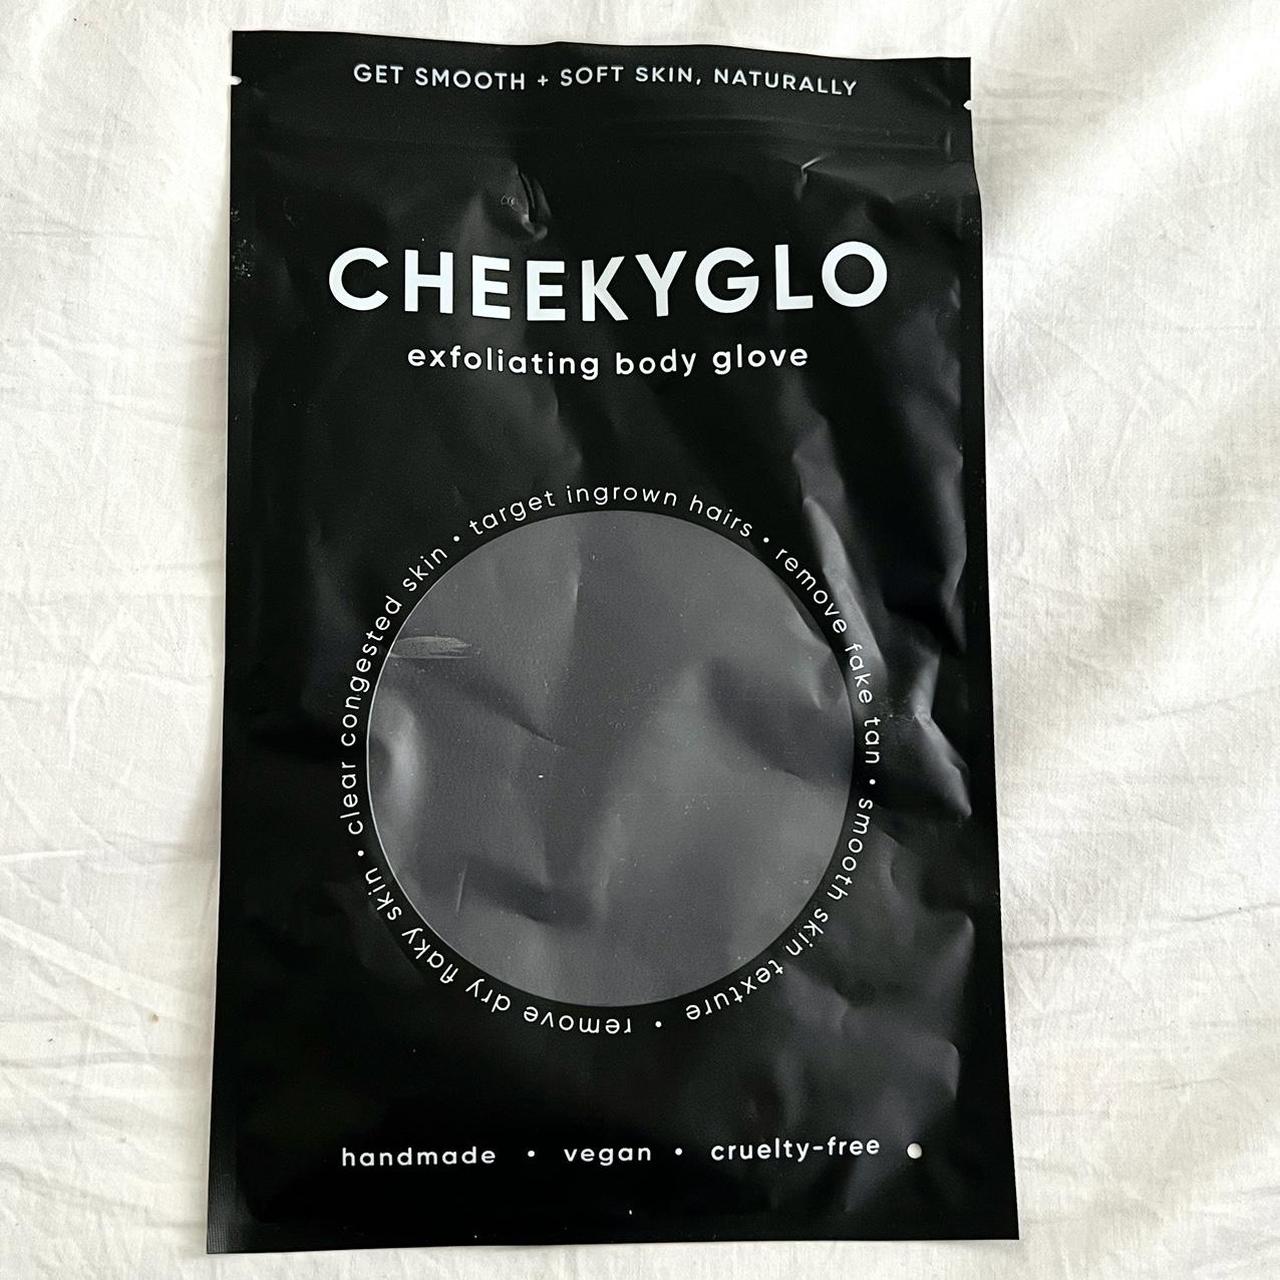 GET SMOOTH + SOFT SKIN, NATURALLY
CHEEKYGLO
exfoliating body glove
target ingrown hairs • remove fake tan • smooth skin texture • remove dry flaky skin • clear congested skin •
handmade • vegan • cruelty-free